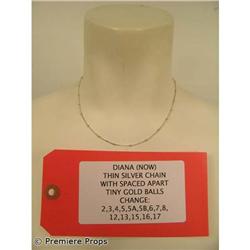 DIANA (NOW)
THIN SILVER CHAIN
WITH SPACED APART
TINY GOLD BALLS
CHANGE:
2,3,4,5,5A,5B,6,7,8,
12,13,15,16,17
© Premiere Props